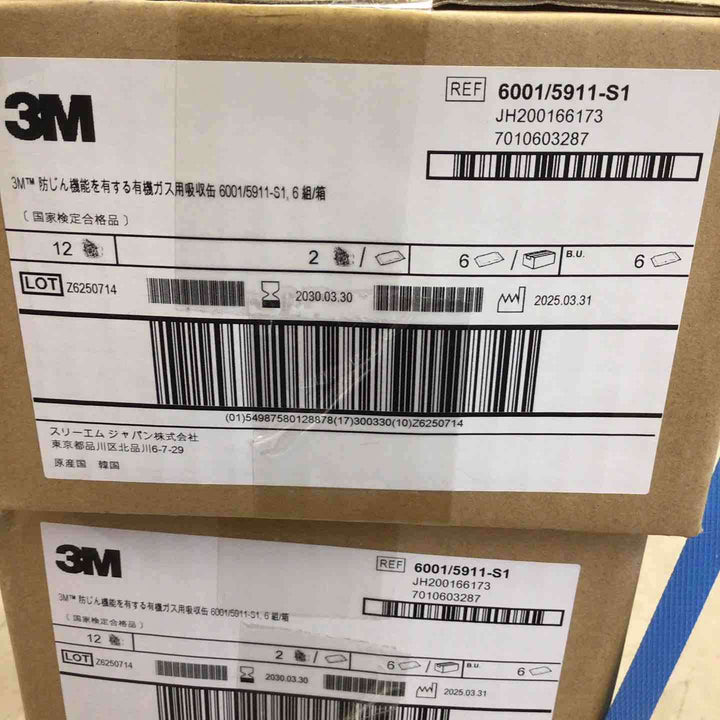 3M
REF 6001/5911-S1
JH200166173
7010603287
3M™ 防じん機能を有する有機ガス用吸収缶 6001/5911-S1, 6 組/箱
（国家検定合格品）
12 2 / 6 / B.U. 6
LOT Z6250714 2030.03.30 2025.03.31
(01)54987580128878(17)300330(10)Z6250714
スリーエム ジャパン株式会社
東京都品川区北品川6-7-29
原産国 韓国
3M
REF 6001/5911-S1
JH200166173
7010603287
3M™ 防じん機能を有する有機ガス用吸収缶 6001/5911-S1, 6 組/箱
（国家検定合格品）
12 2 / 6 / B.U. 6
LOT Z6250714 2030.03.30 2025.03.31